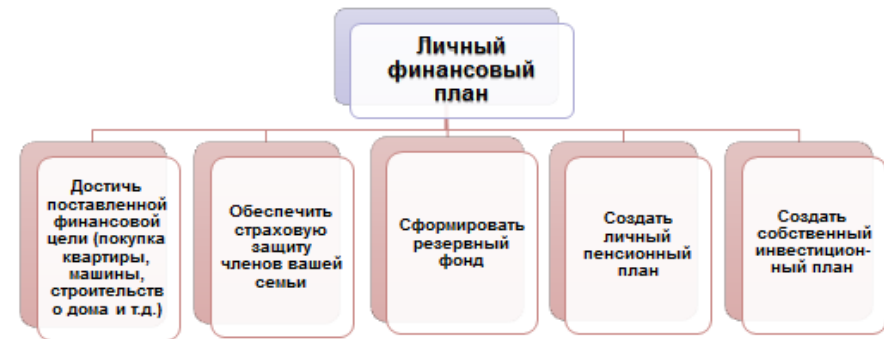 Личный
финансовый
план
Достичь
поставленной
финансовой
цели (покупка
квартиры,
машины,
строительств
о дома и т.д.)
Обеспечить
страховую
защиту
членов вашей
семьи
Сформировать
резервный
фонд
Создать
личный
пенсионный
план
Создать
собственный
инвестицион-
ный план